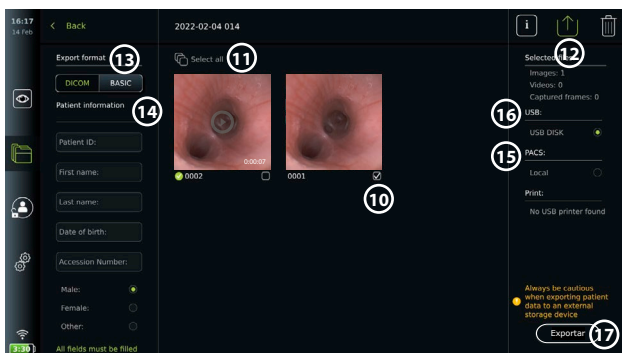 16:17
14 Feb
Back
2022-02-04 014
i
Export format
13
DICOM
BASIC
Patient information
14
Patient ID:
First name:
Last name:
Date of birth:
Accession Number:
Male:
Female:
Other:
All fields must be filled
Select all
11
0:00:07
0002
0001
10
12
Selected files:
Images: 1
Videos: 0
Captured frames: 0
16
USB:
USB DISK
15
PACS:
Local
Print:
No USB printer found
Always be cautious
when exporting patient
data to an external
storage device
Exportar
17
3:30